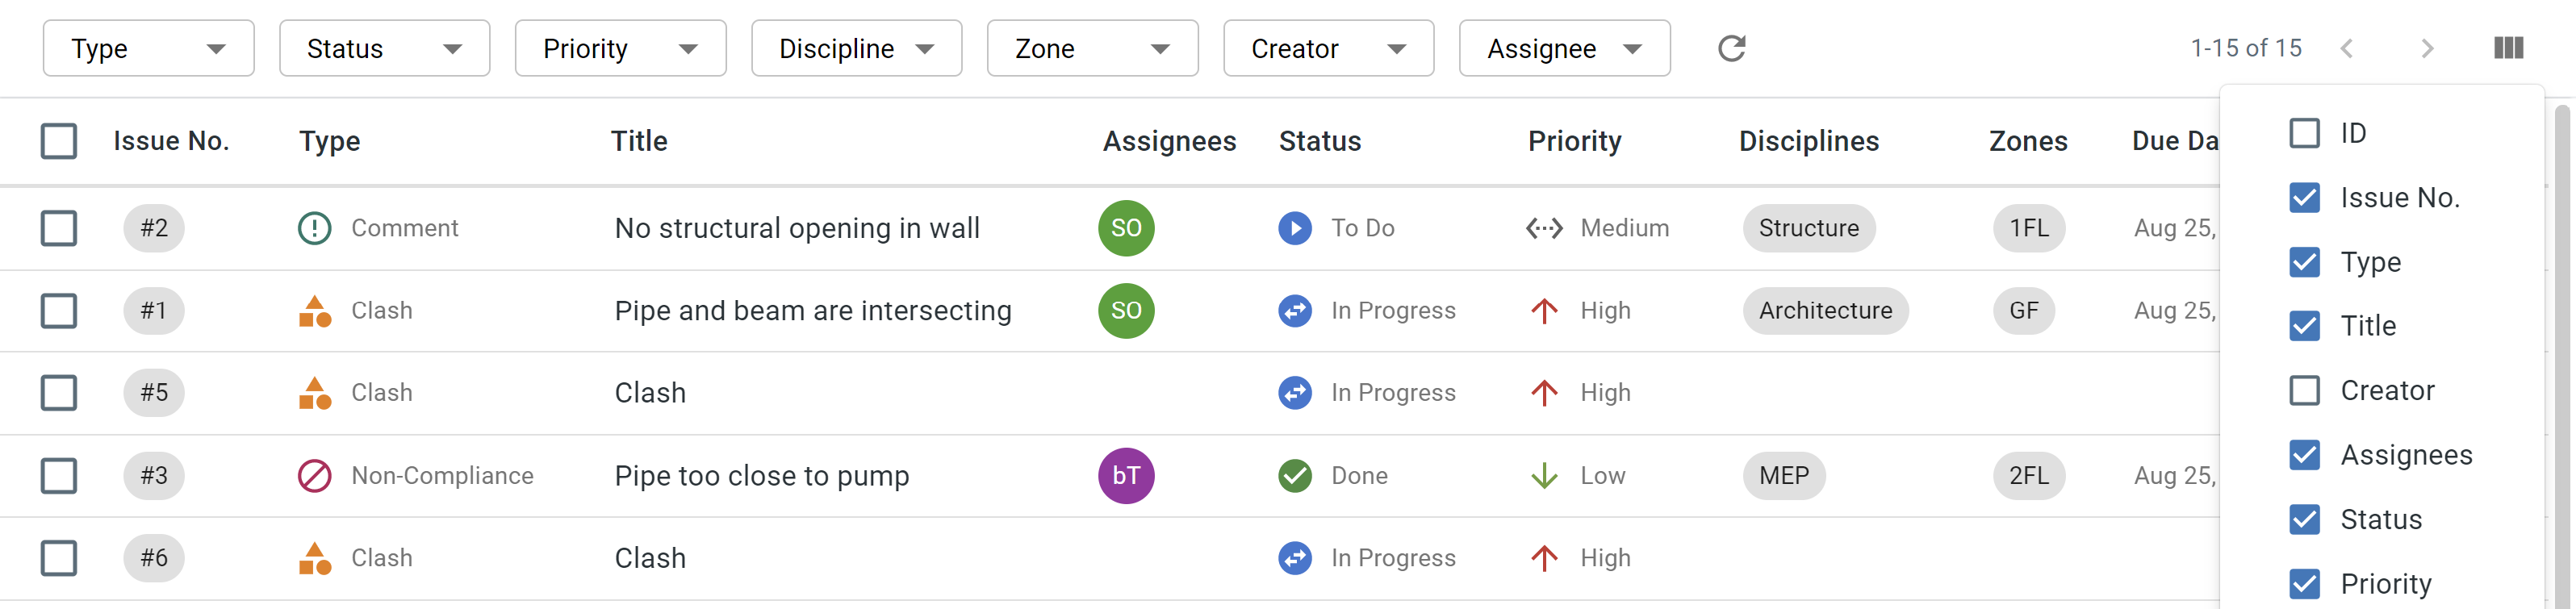 Type Status Priority Discipline Zone Creator Assignee 1-15 of 15
Issue No. Type Title Assignees Status Priority Disciplines Zones Due Da
#2 Comment No structural opening in wall SO To Do Medium Structure 1FL Aug 25,
#1 Clash Pipe and beam are intersecting SO In Progress High Architecture GF Aug 25,
#5 Clash Clash In Progress High
#3 Non-Compliance Pipe too close to pump bT Done Low MEP 2FL Aug 25,
#6 Clash Clash In Progress High
ID
Issue No.
Type
Title
Creator
Assignees
Status
Priority